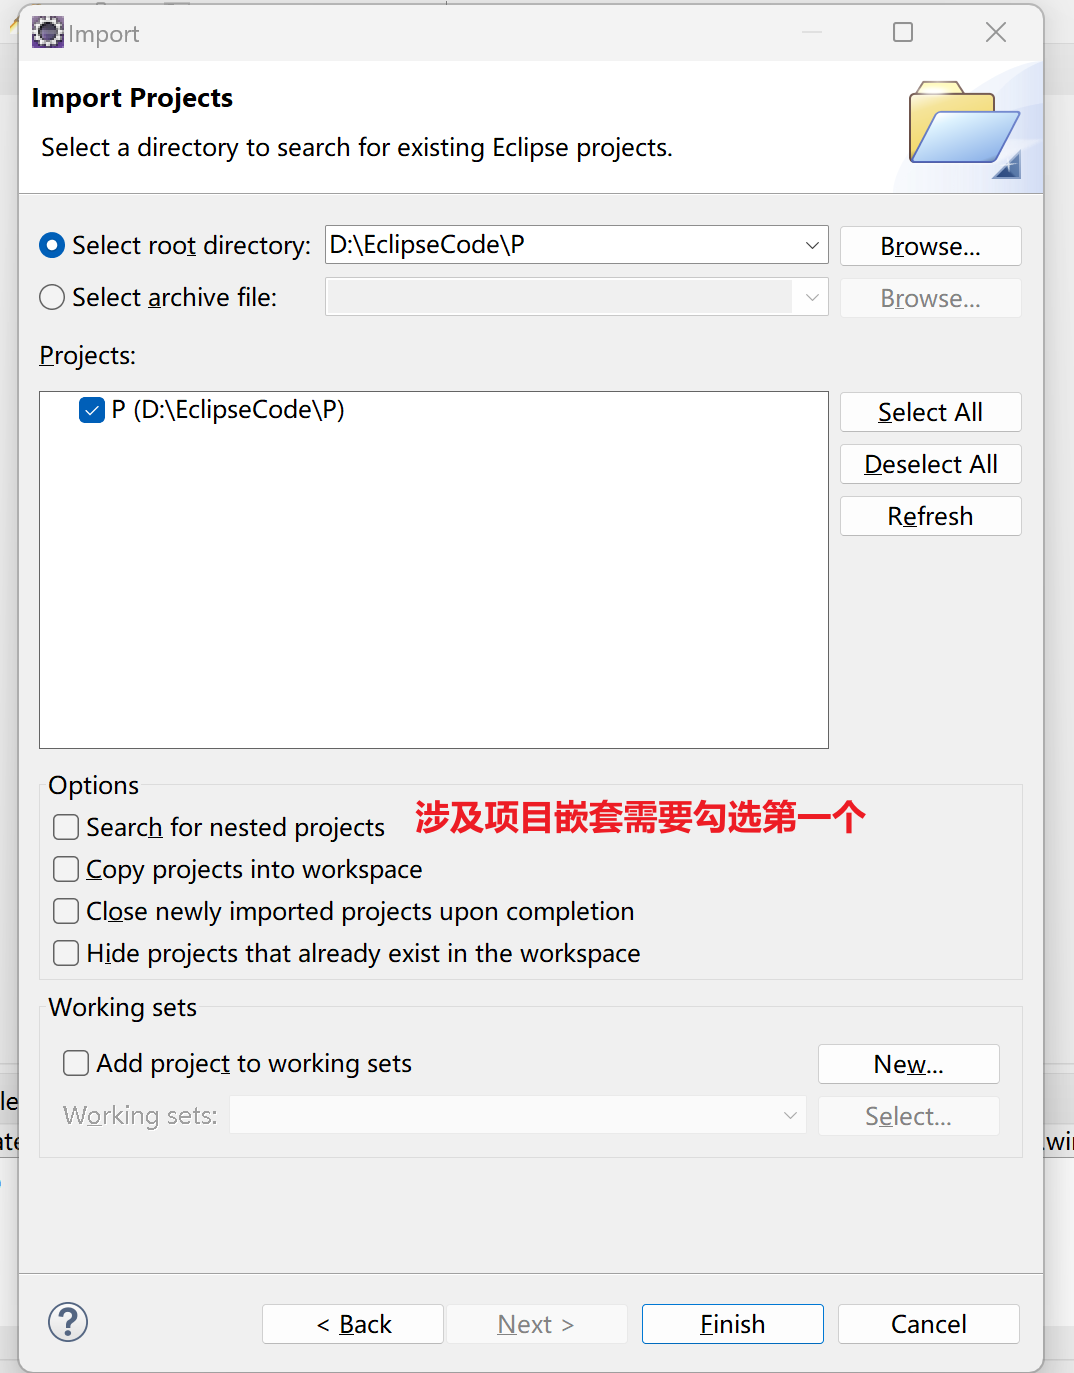 Import
Import Projects
Select a directory to search for existing Eclipse projects.
Select root directory: D:\EclipseCode\P Browse...
Select archive file: Browse...
Projects:
P (D:\EclipseCode\P)
Select All
Deselect All
Refresh
Options
涉及项目嵌套需要勾选第一个
Search for nested projects
Copy projects into workspace
Close newly imported projects upon completion
Hide projects that already exist in the workspace
Working sets
Add project to working sets New...
Working sets: Select...
? < Back Next > Finish Cancel